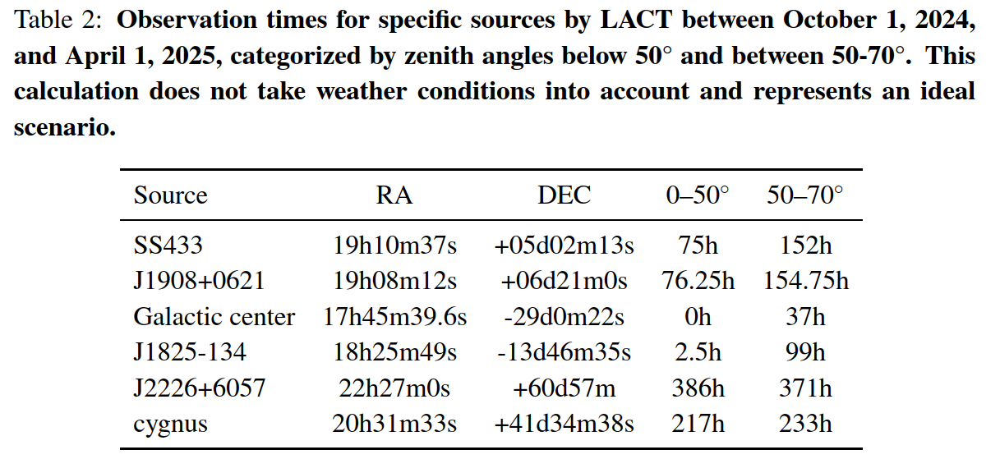 Table 2: Observation times for specific sources by LACT between October 1, 2024,
and April 1, 2025, categorized by zenith angles below 50° and between 50-70°. This
calculation does not take weather conditions into account and represents an ideal
scenario.
Source RA DEC 0–50° 50–70°
SS433 19h10m37s +05d02m13s 75h 152h
J1908+0621 19h08m12s +06d21m0s 76.25h 154.75h
Galactic center 17h45m39.6s -29d0m22s 0h 37h
J1825-134 18h25m49s -13d46m35s 2.5h 99h
J2226+6057 22h27m0s +60d57m 386h 371h
cygnus 20h31m33s +41d34m38s 217h 233h